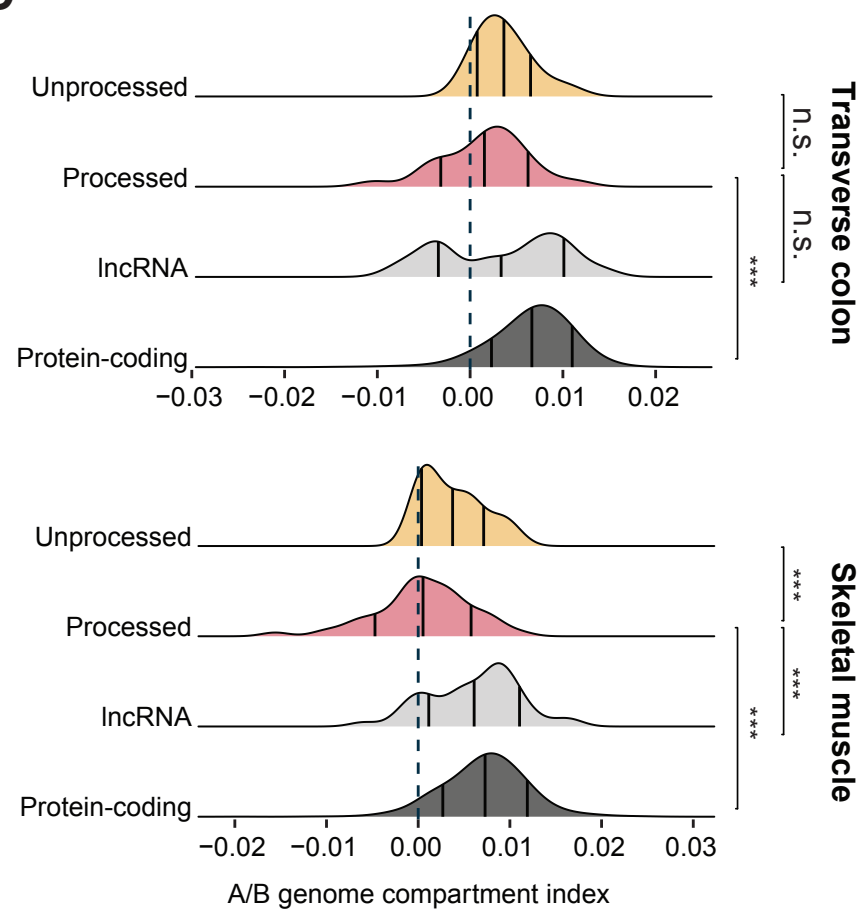 Unprocessed
Processed
lncRNA
Protein-coding
n.s.
n.s.
***
Transverse colon
−0.03 −0.02 −0.01 0.00 0.01 0.02
Unprocessed
Processed
lncRNA
Protein-coding
***
***
***
Skeletal muscle
−0.02 −0.01 0.00 0.01 0.02 0.03
A/B genome compartment index